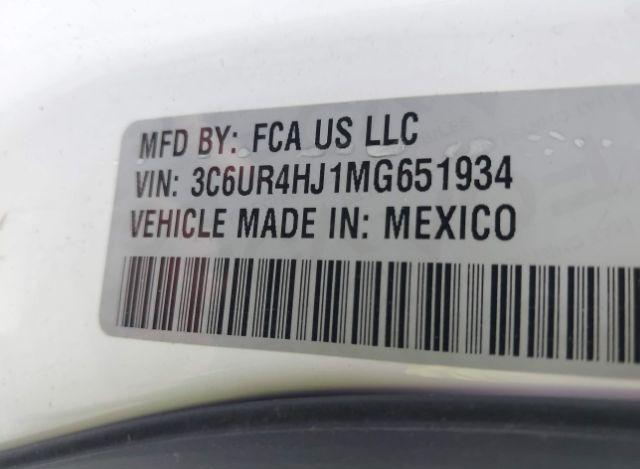 MFD BY: FCA US LLC
VIN: 3C6UR4HJ1MG651934
VEHICLE MADE IN: MEXICO